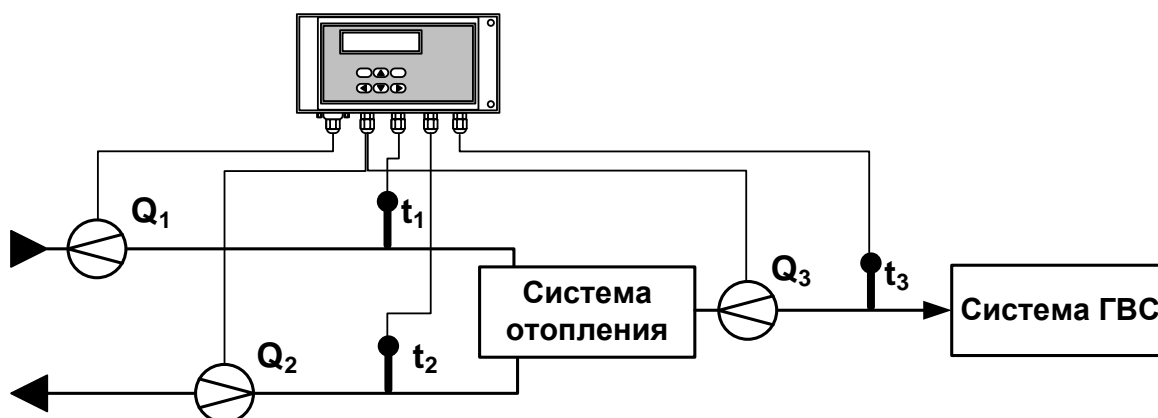 Q1
t1
Q3
t3
Система
отопления
Система ГВС
Q2
t2